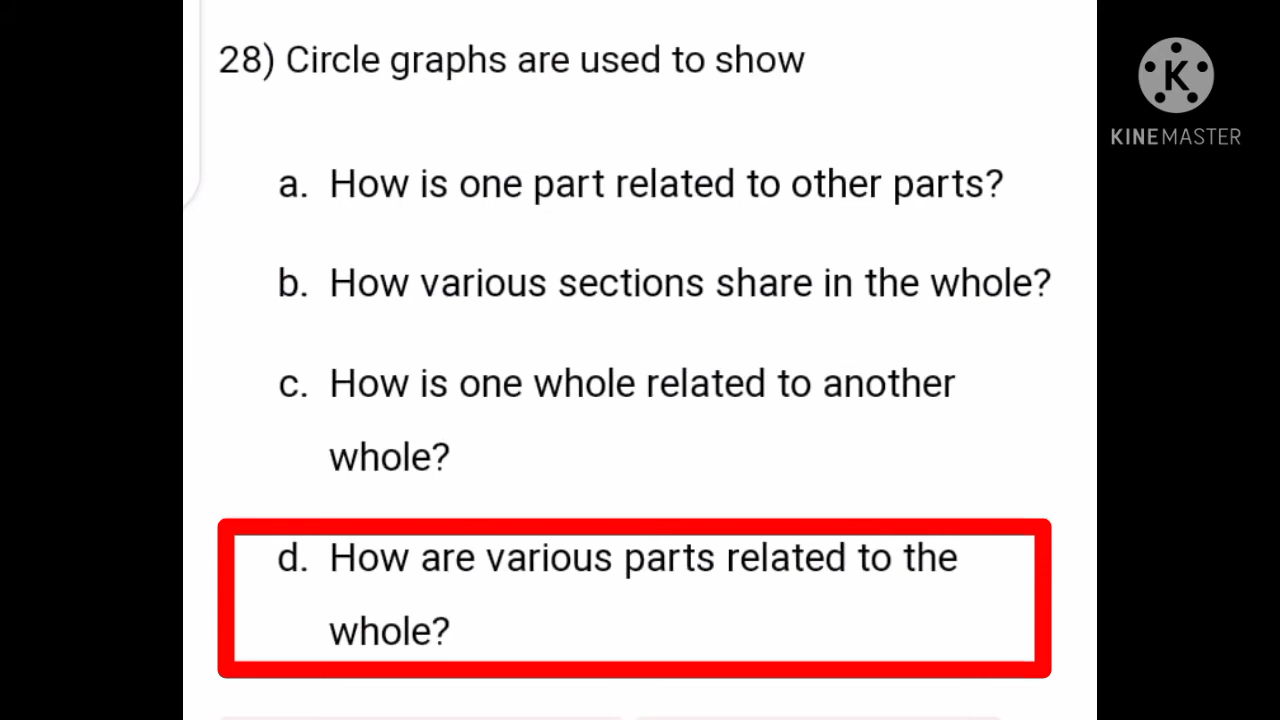 28) Circle graphs are used to show
K
KINEMASTER
a. How is one part related to other parts?
b. How various sections share in the whole?
c. How is one whole related to another
whole?
d. How are various parts related to the
whole?